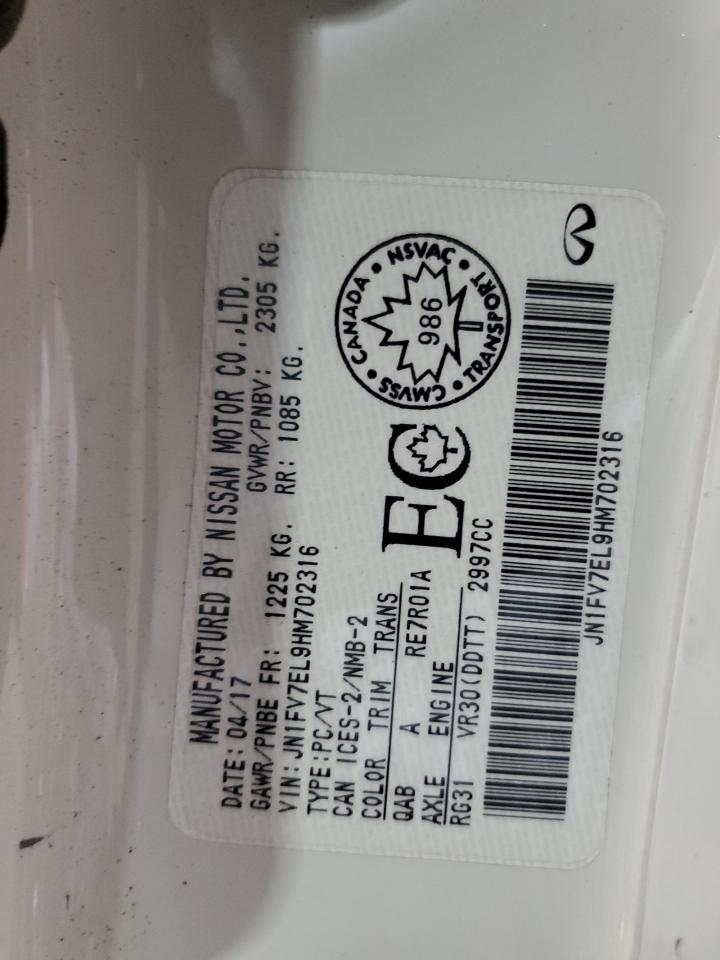 MANUFACTURED BY NISSAN MOTOR CO.,LTD.
DATE: 04/17 GVWR/PNBV: 2305 KG.
GAWR/PNBE FR: 1225 KG. RR: 1085 KG.
VIN: JN1FV7EL9HM702316
TYPE:PC/VT
CAN ICES-2/NMB-2
COLOR TRIM TRANS
QAB A RE7R01A
AXLE ENGINE
RG31 VR30(DDTT) 2997CC
EC
CANADA • NSVAC • TRANSPORT • CMVSS •
986
JN1FV7EL9HM702316